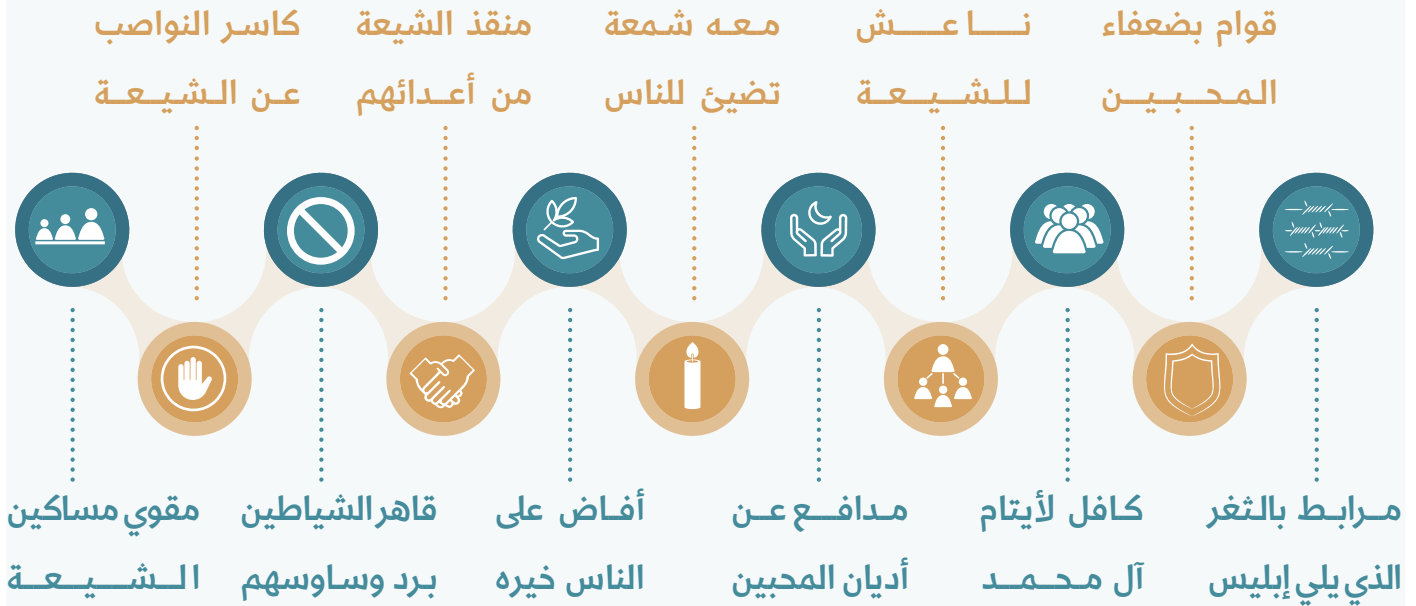 قوام بضعفاء
المحبين
ناعش
للشيعة
معه شمعة
تضيئ للناس
منقذ الشيعة
من أعدائهم
كاسر النواصب
عن الشيعة
مرابط بالثغر
الذي يلي إبليس
كافل لأيتام
آل محمد
مدافع عن
أديان المحبين
أفاض على
الناس خيره
قاهر الشياطين
برد وساوسهم
مقوي مساكين
الشيعة